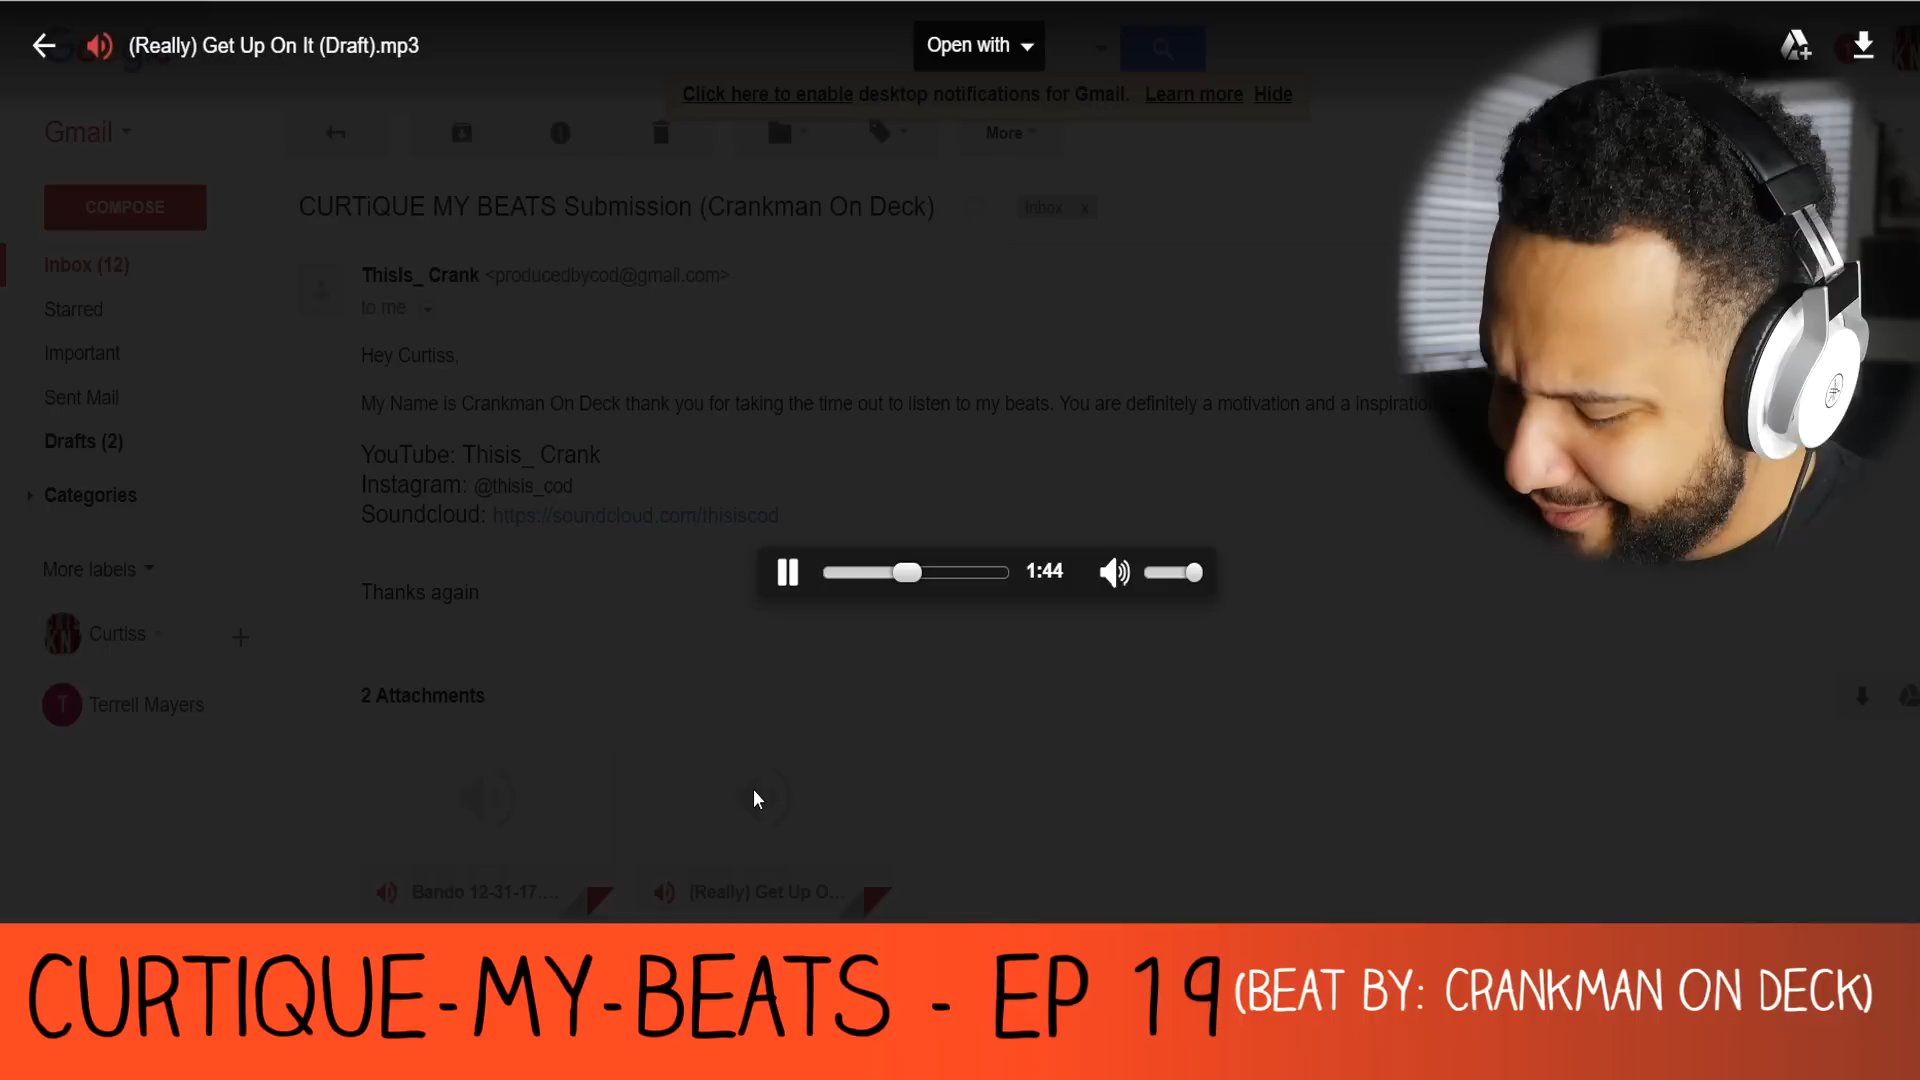 (Really) Get Up On It (Draft).mp3
Open with
Click here to enable desktop notifications for Gmail. Learn more Hide
Gmail
More
COMPOSE
CURTiQUE MY BEATS Submission (Crankman On Deck)
Inbox x
Inbox (12)
Starred
Important
Sent Mail
Drafts (2)
Categories
More labels
Curtiss
+
T
Terrell Mayers
ThisIs_ Crank <producedbycod@gmail.com>
to me
Hey Curtiss,
My Name is Crankman On Deck thank you for taking the time out to listen to my beats. You are definitely a motivation and a
YouTube: Thisis_ Crank
Instagram: @thisis_cod
Soundcloud: https://soundcloud.com/thisiscod
1:44
Thanks again
2 Attachments
Bando 12-31-17....
(Really) Get Up O...
CURTIQUE-MY-BEATS - EP 19 (BEAT BY: CRANKMAN ON DECK)